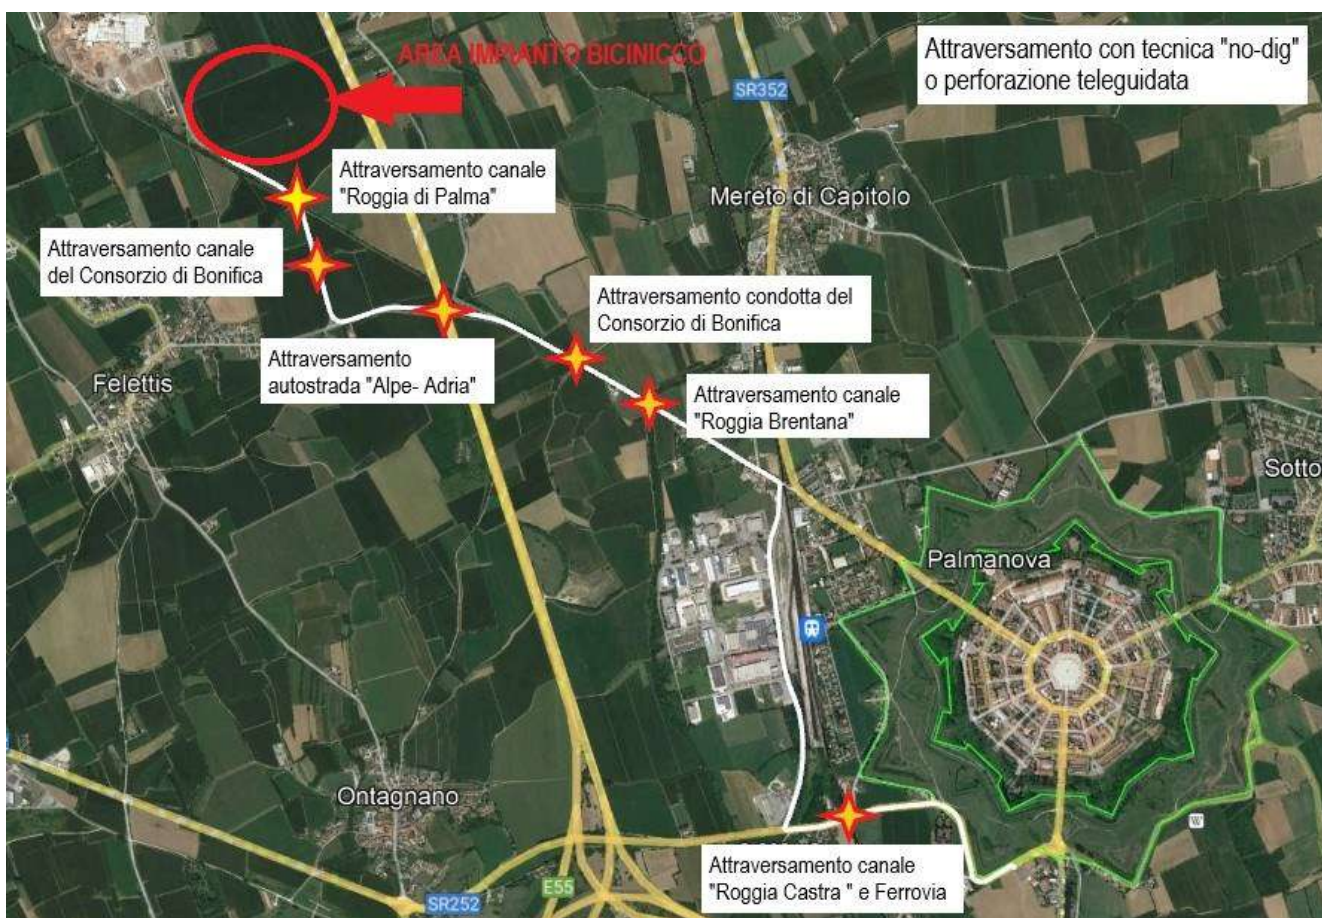 AREA IMPIANTO BICINICCO
Attraversamento con tecnica "no-dig"
o perforazione teleguidata
SR352
Attraversamento canale
"Roggia di Palma"
Mereto di Capitolo
Attraversamento canale
del Consorzio di Bonifica
Attraversamento condotta del
Consorzio di Bonifica
Attraversamento
autostrada "Alpe- Adria"
Felettis
Attraversamento canale
"Roggia Brentana"
Sotto
Palmanova
Ontagnano
W
Attraversamento canale
"Roggia Castra " e Ferrovia
E55
SR252